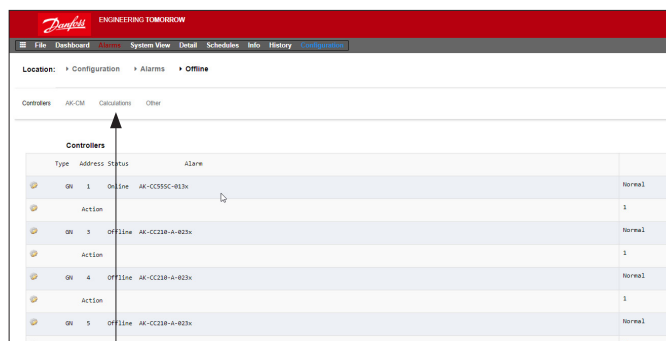 Danfoss ENGINEERING TOMORROW
File Dashboard Alarms System View Detail Schedules Info History Configuration
Location: Configuration Alarms Offline
Controllers AK-CM Calculations Other
Controllers
Type Address Status Alarm
GN 1 Online AK-CC55SC-013x Normal
Action 1
GN 3 Offline AK-CC210-A-023x Normal
Action 1
GN 4 Offline AK-CC210-A-023x Normal
Action 1
GN 5 Offline AK-CC210-A-023x Normal